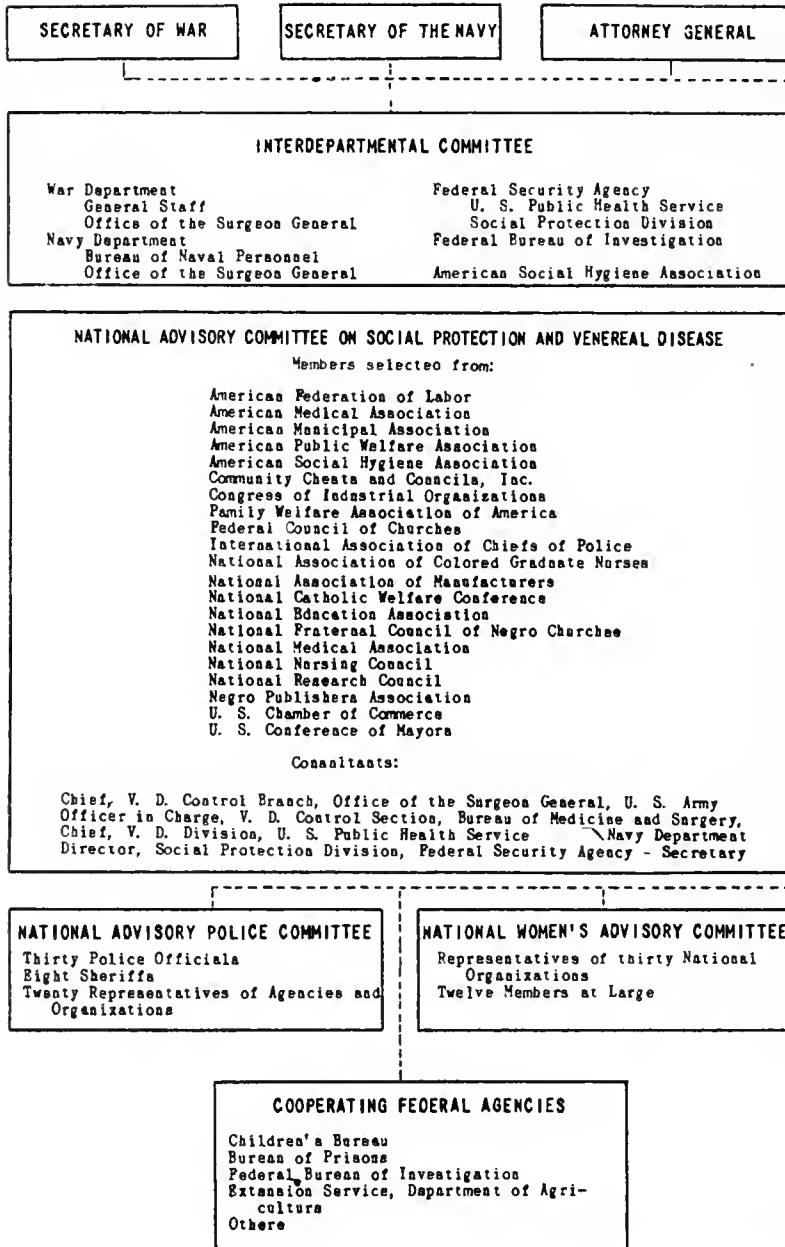 SECRETARY OF WAR
SECRETARY OF THE NAVY
ATTORNEY GENERAL
INTERDEPARTMENTAL COMMITTEE
War Department
General Staff
Office of the Surgeon General
Navy Department
Bureau of Naval Personnel
Office of the Surgeon General
Federal Security Agency
U. S. Public Health Service
Social Protection Division
Federal Bureau of Investigation
American Social Hygiene Association
NATIONAL ADVISORY COMMITTEE ON SOCIAL PROTECTION AND VENEREAL DISEASE
Members selected from:
American Federation of Labor
American Medical Association
American Municipal Association
American Public Welfare Association
American Social Hygiene Association
Community Chests and Councils, Inc.
Congress of Industrial Organizations
Family Welfare Association of America
Federal Council of Churches
International Association of Chiefs of Police
National Association of Colored Graduate Nurses
National Association of Manufacturers
National Catholic Welfare Conference
National Education Association
National Fraternal Council of Negro Churches
National Medical Association
National Nursing Council
National Research Council
Negro Publishers Association
U. S. Chamber of Commerce
U. S. Conference of Mayors
Consultants:
Chief, V. D. Control Branch, Office of the Surgeon General, U. S. Army
Officer in Charge, V. D. Control Section, Bureau of Medicine and Surgery,
Chief, V. D. Division, U. S. Public Health Service \Navy Department
Director, Social Protection Division, Federal Security Agency - Secretary
NATIONAL ADVISORY POLICE COMMITTEE
Thirty Police Officials
Eight Sheriffs
Twenty Representatives of Agencies and
Organizations
NATIONAL WOMEN'S ADVISORY COMMITTEE
Representatives of thirty National
Organizations
Twelve Members at Large
COOPERATING FEDERAL AGENCIES
Children's Bureau
Bureau of Prisons
Federal Bureau of Investigation
Extension Service, Department of Agri-
culture
Others